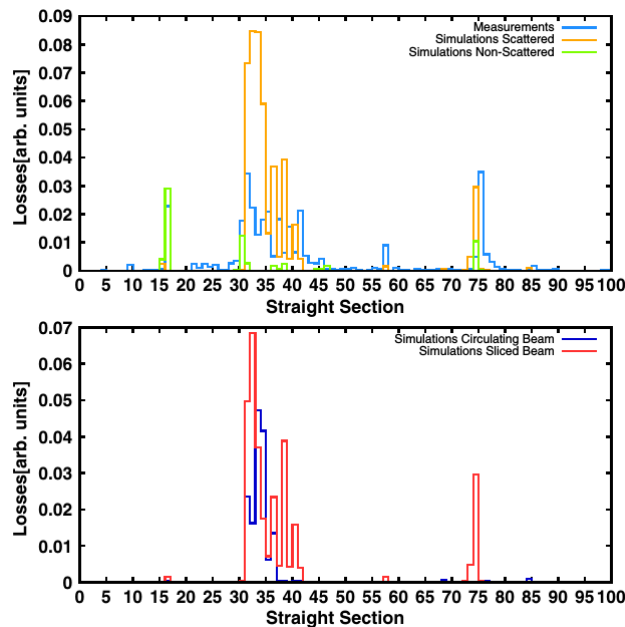 Measurements
Simulations Scattered
Simulations Non-Scattered
0.09
0.08
0.07
0.06
0.05
0.04
0.03
0.02
0.01
0
Losses[arb. units]
0 5 10 15 20 25 30 35 40 45 50 55 60 65 70 75 80 85 90 95 100
Straight Section
Simulations Circulating Beam
Simulations Sliced Beam
0.07
0.06
0.05
0.04
0.03
0.02
0.01
0
Losses[arb. units]
0 5 10 15 20 25 30 35 40 45 50 55 60 65 70 75 80 85 90 95 100
Straight Section